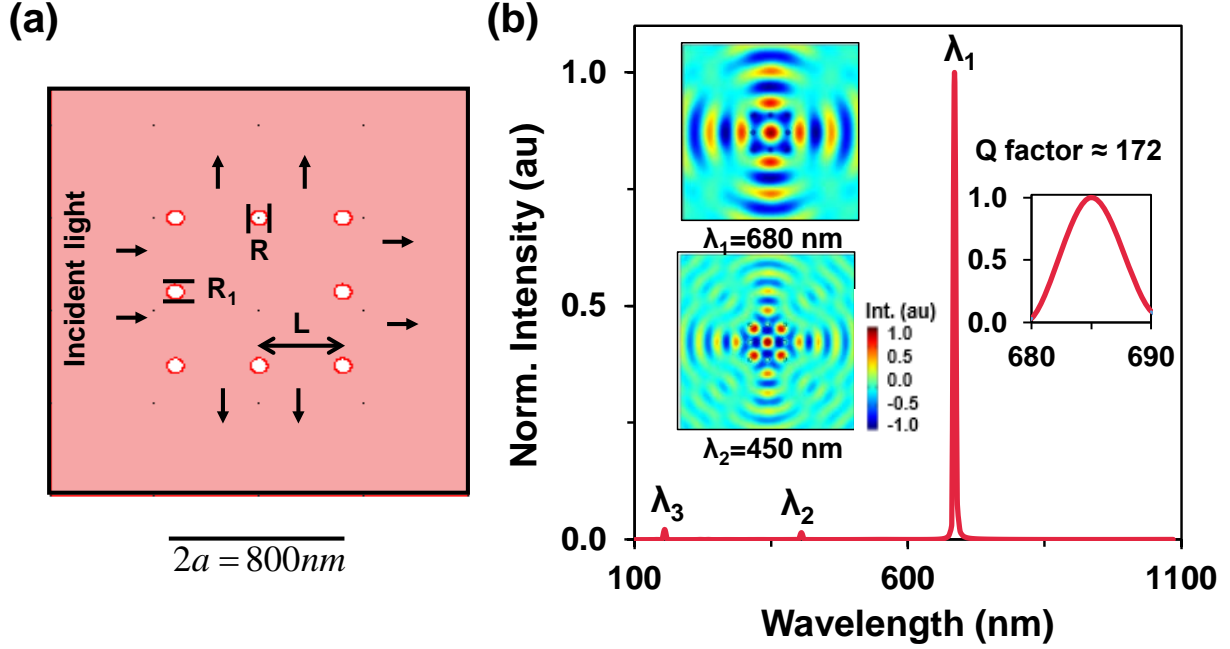 (a)
Incident light
R
R₁
L
2a = 800nm
(b)
Norm. Intensity (au)
1.0
0.5
0.0
λ₁
λ₁=680 nm
λ₂=450 nm
Int. (au)
1.0
0.5
0.0
-0.5
-1.0
Q factor ≈ 172
1.0
0.5
0.0
680
690
λ₃
λ₂
100
600
1100
Wavelength (nm)